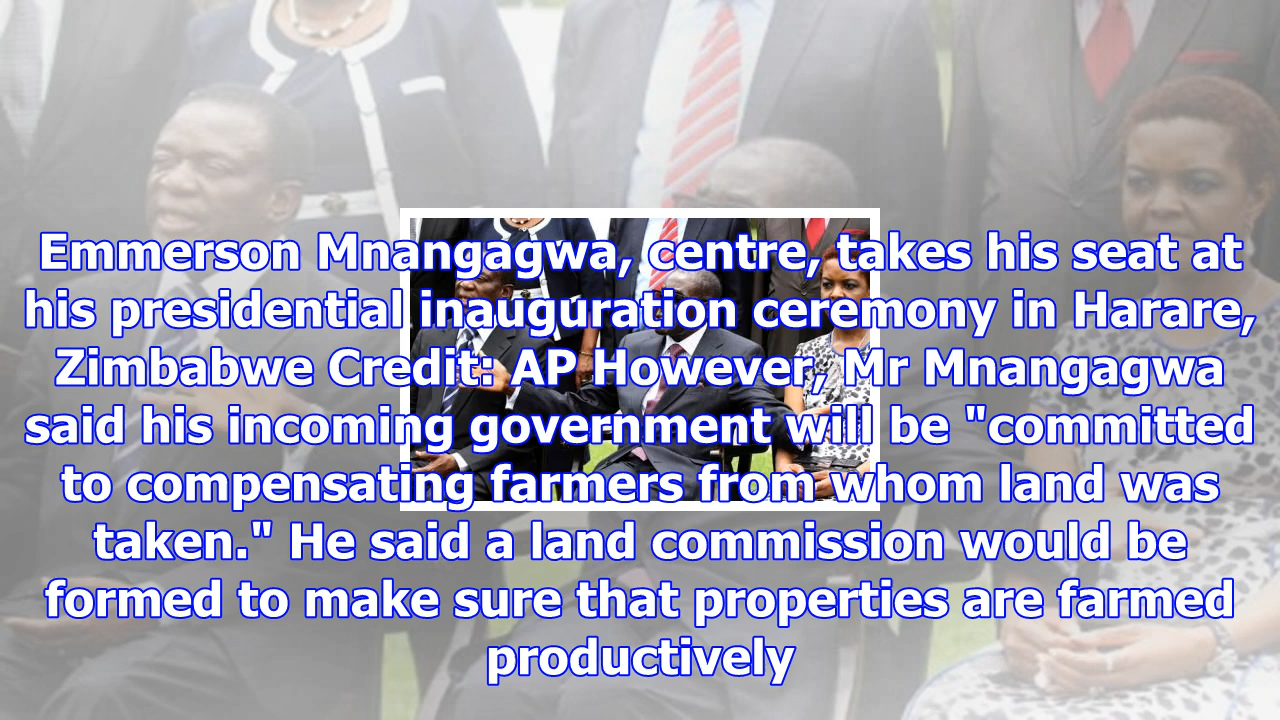 Emmerson Mnangagwa, centre, takes his seat at
his presidential inauguration ceremony in Harare,
Zimbabwe Credit: AP However, Mr Mnangagwa
said his incoming government will be "committed
to compensating farmers from whom land was
taken." He said a land commission would be
formed to make sure that properties are farmed
productively